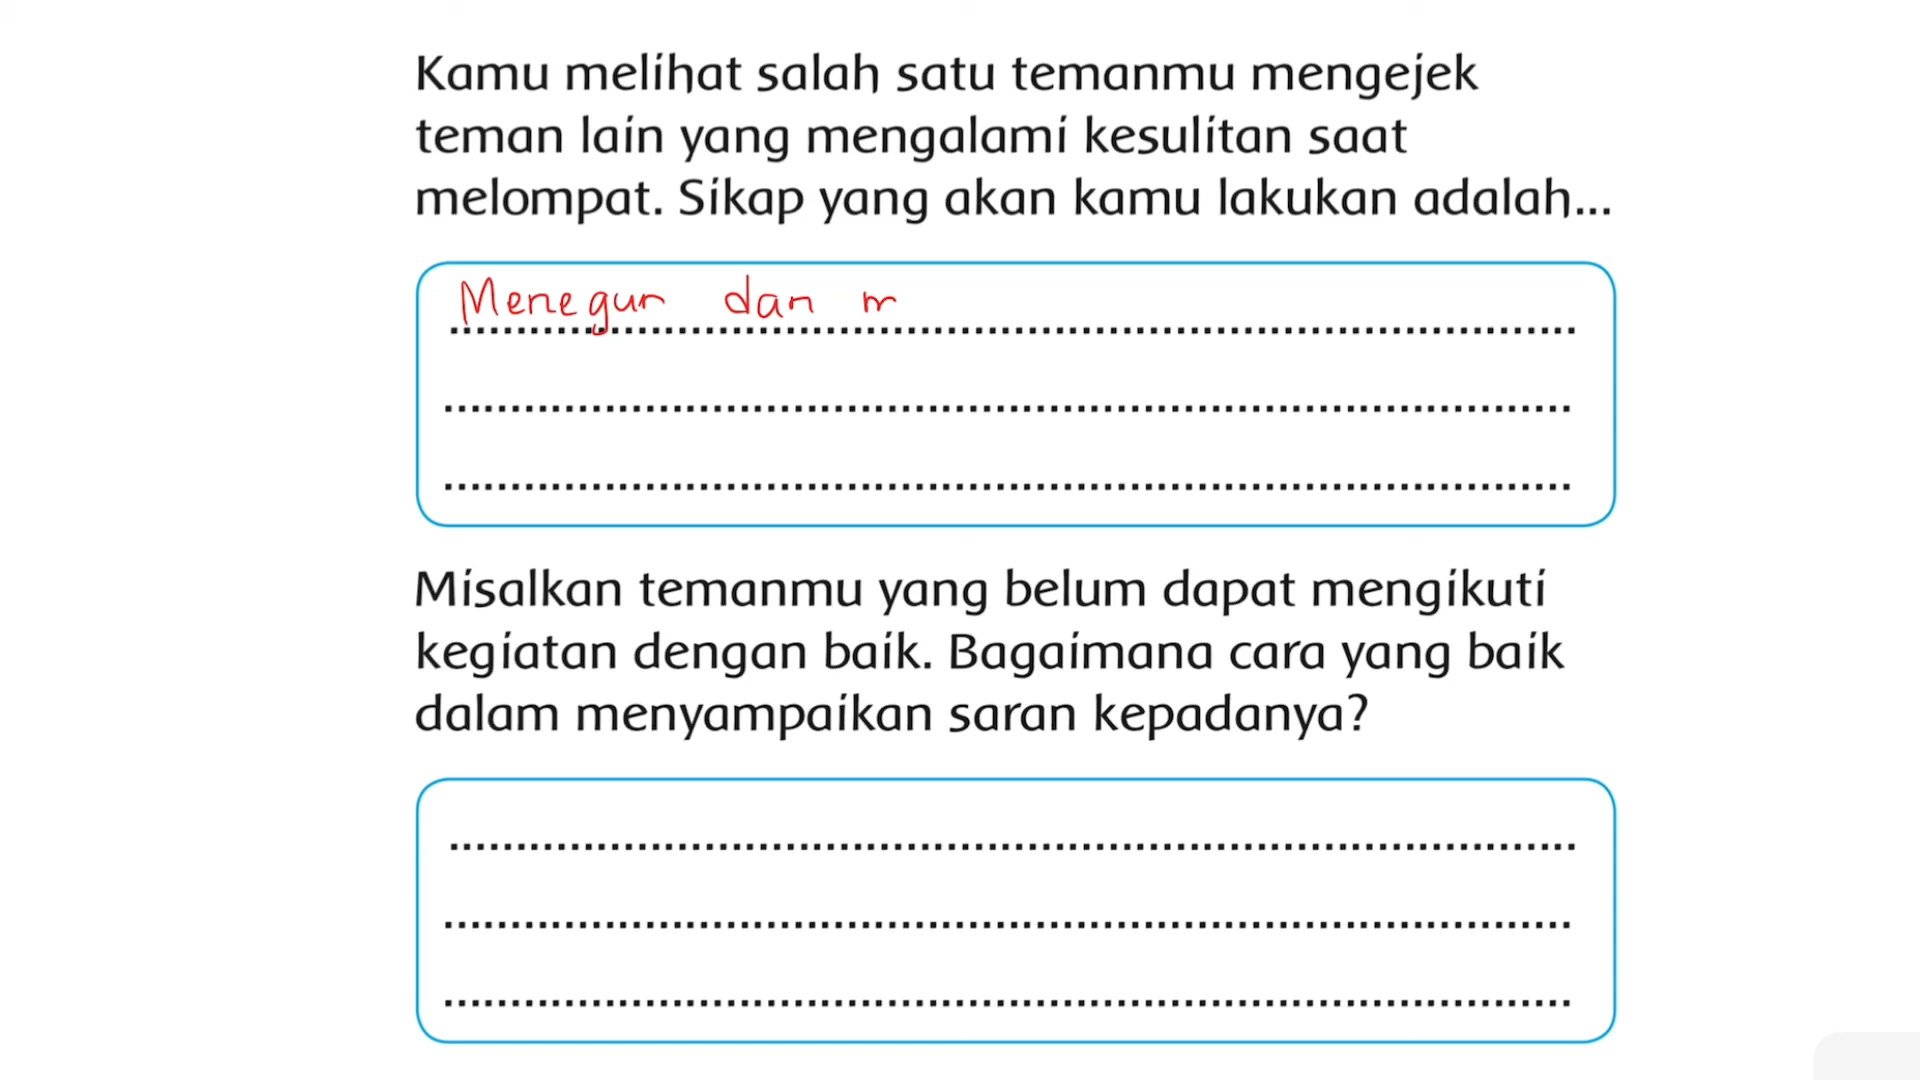 Kamu melihat salah satu temanmu mengejek
teman lain yang mengalami kesulitan saat
melompat. Sikap yang akan kamu lakukan adalah...
Menegur dan m
Misalkan temanmu yang belum dapat mengikuti
kegiatan dengan baik. Bagaimana cara yang baik
dalam menyampaikan saran kepadanya?